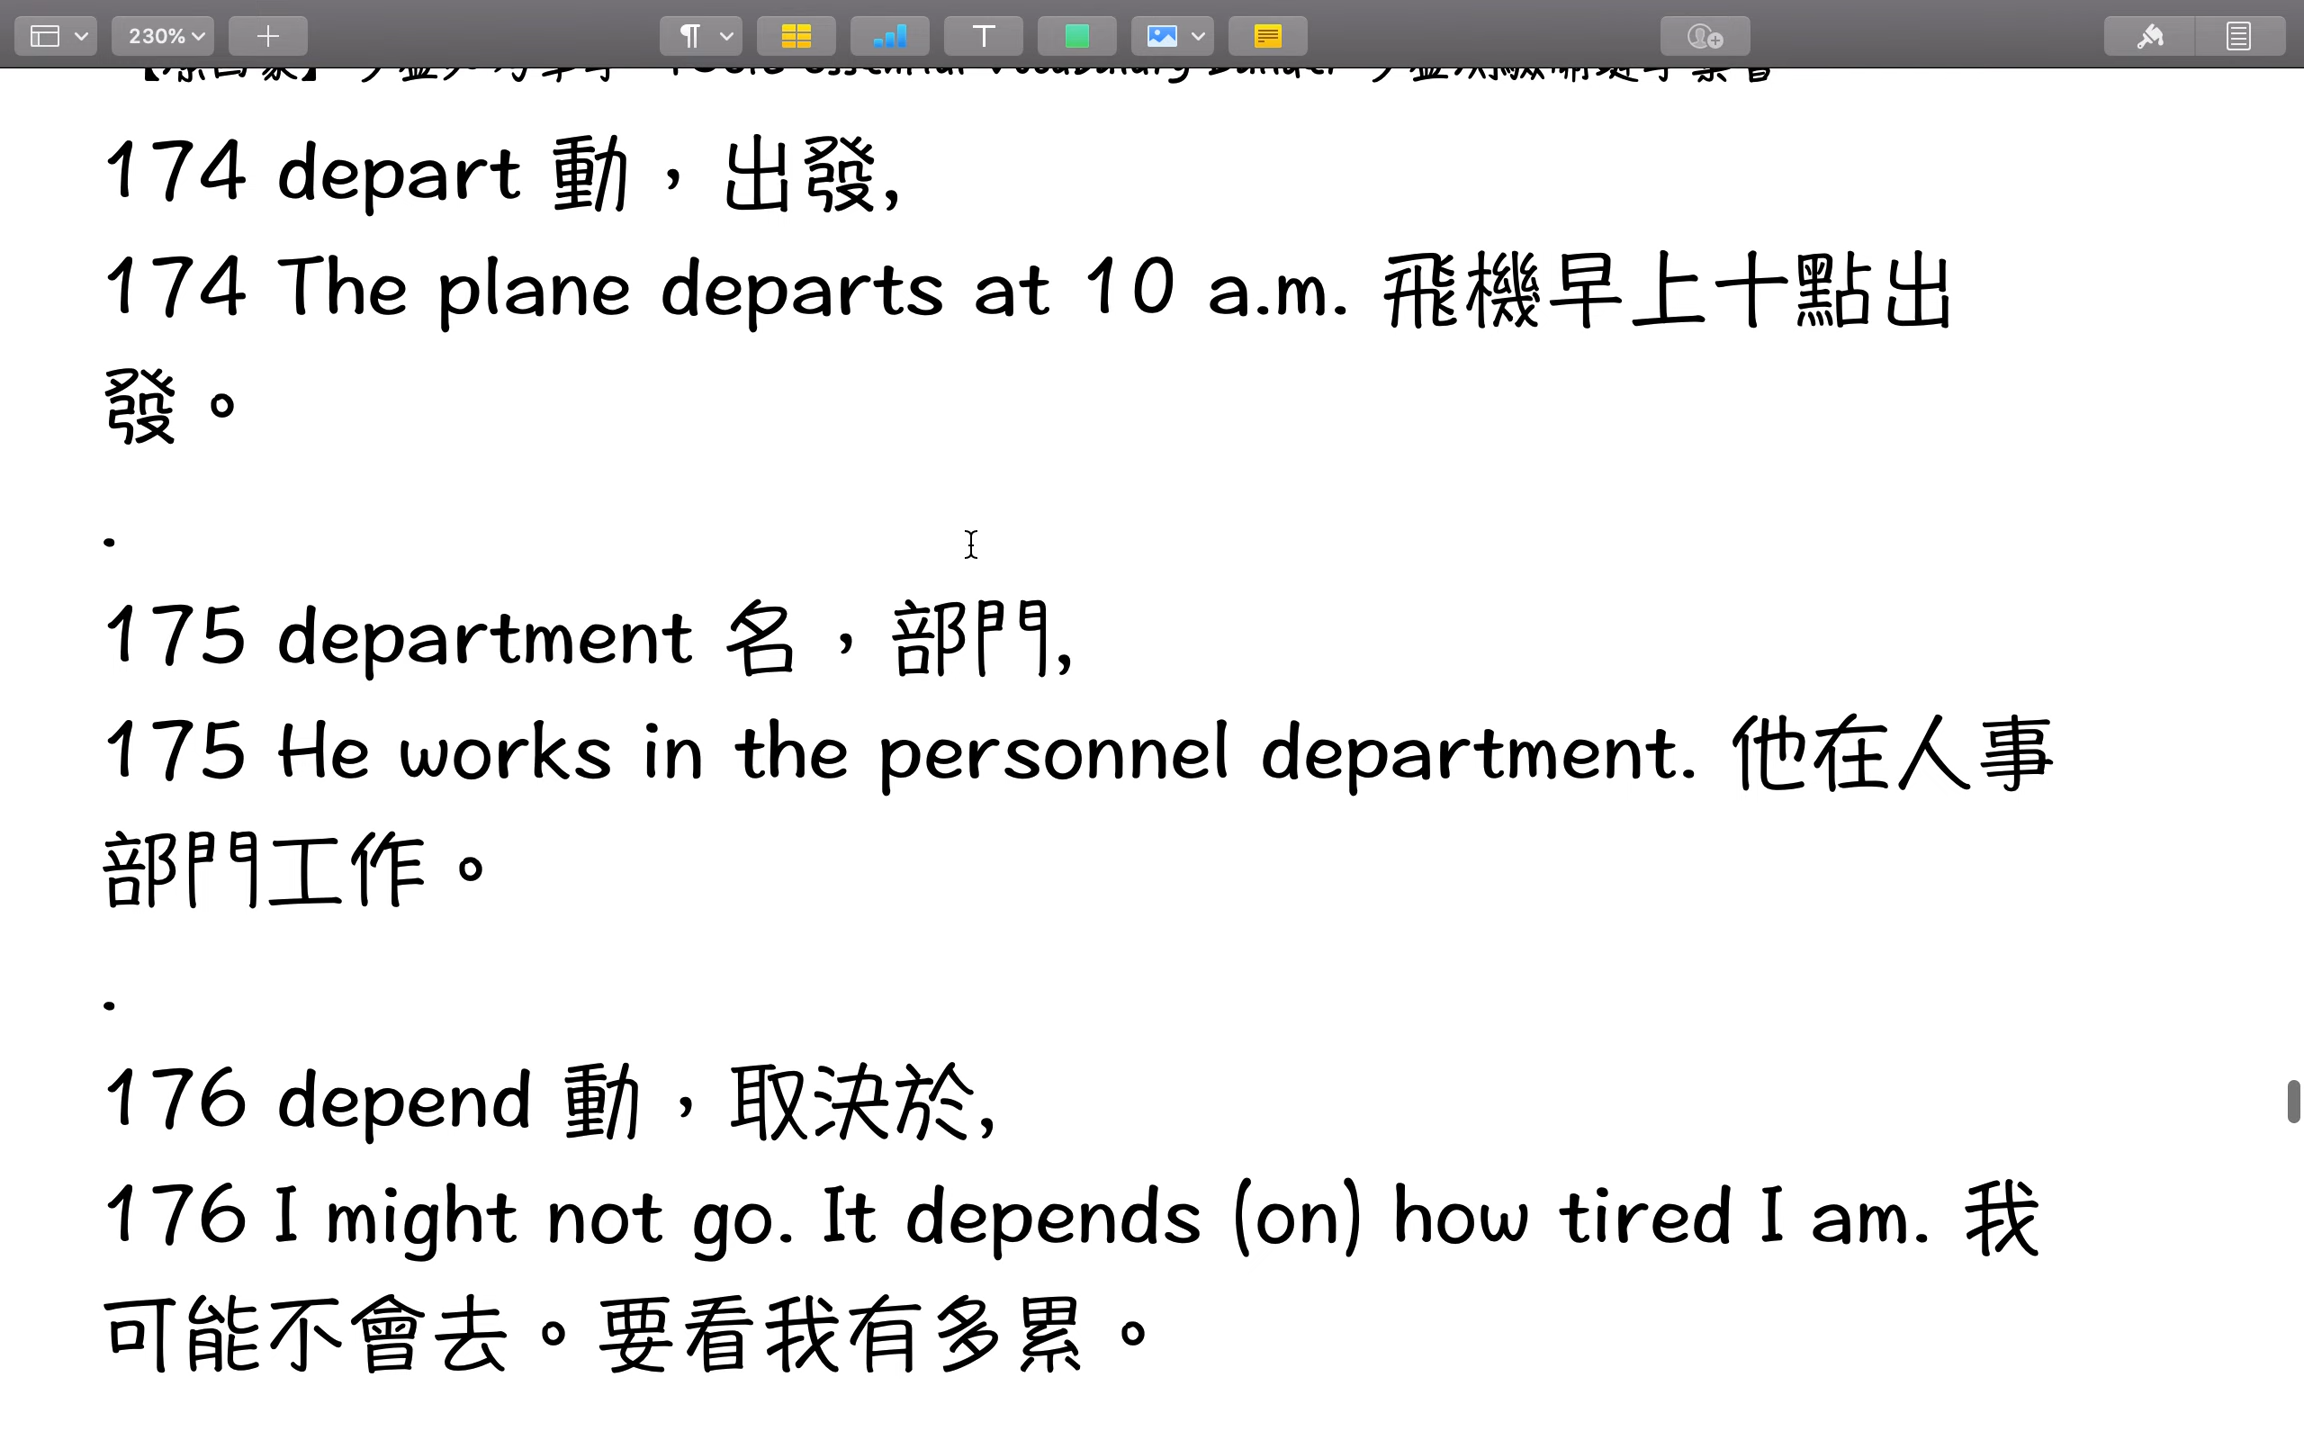 230%
174 depart 動，出發,
174 The plane departs at 10 a.m. 飛機早上十點出
發。
.
175 department 名，部門,
175 He works in the personnel department. 他在人事
部門工作。
.
176 depend 動，取決於,
176 I might not go. It depends (on) how tired I am. 我
可能不會去。要看我有多累。